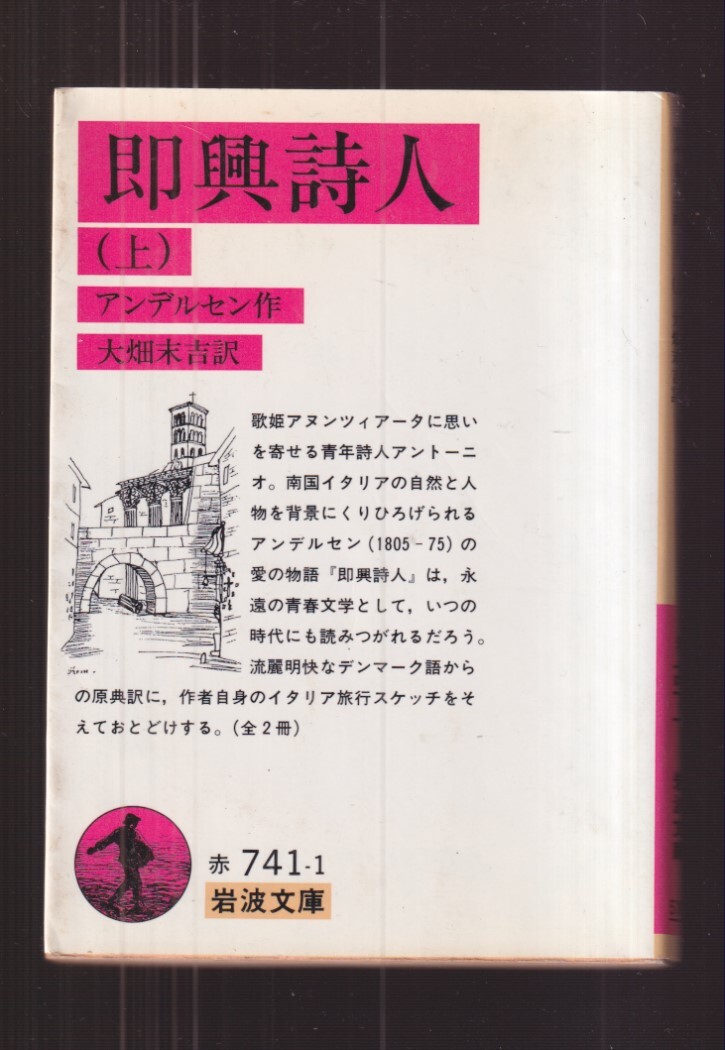 即興詩人
(上)
アンデルセン作
大畑末吉訳
歌姫アヌンツィアータに思い
を寄せる青年詩人アントーニ
オ。南国イタリアの自然と人
物を背景にくりひろげられる
アンデルセン(1805-75)の
愛の物語『即興詩人』は,永
遠の青春文学として,いつの
時代にも読みつがれるだろう。
流麗明快なデンマーク語から
の原典訳に,作者自身のイタリア旅行スケッチをそ
えておとどけする。(全2冊)
赤 741-1
岩波文庫